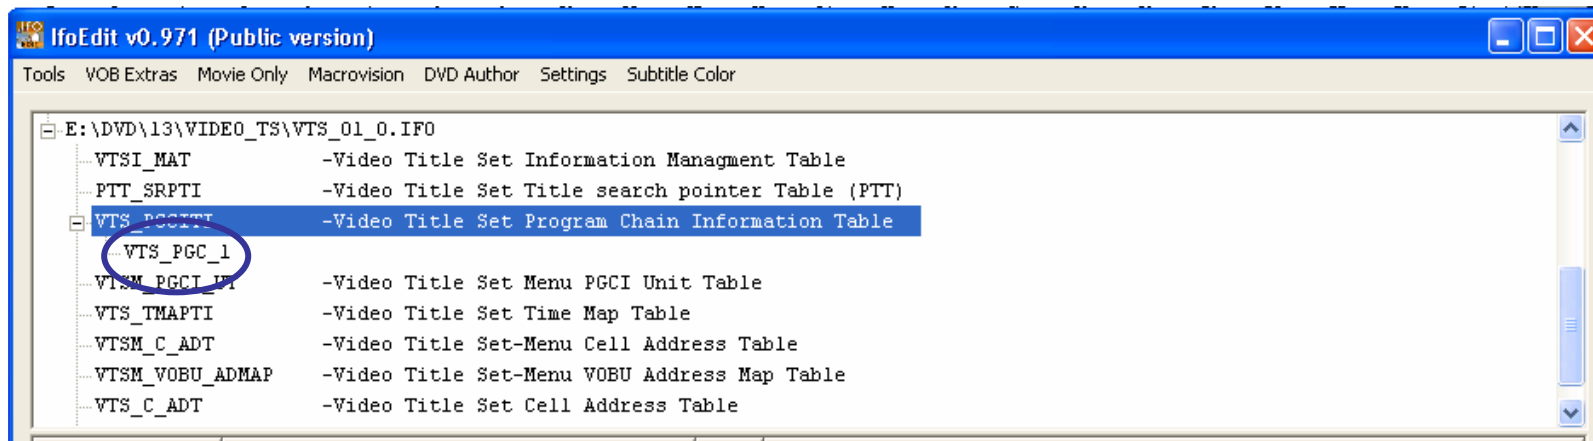 IfoEdit v0.971 (Public version)
Tools VOB Extras Movie Only Macrovision DVD Author Settings Subtitle Color
E:\DVD\13\VIDEO_TS\VTS_01_0.IFO
VTSI_MAT -Video Title Set Information Managment Table
PTT_SRPTI -Video Title Set Title search pointer Table (PTT)
VTS_PGCITI -Video Title Set Program Chain Information Table
VTS_PGC_1
VTSM_PGCI_UT -Video Title Set Menu PGCI Unit Table
VTS_TMAPTI -Video Title Set Time Map Table
VTSM_C_ADT -Video Title Set-Menu Cell Address Table
VTSM_VOBU_ADMAP -Video Title Set-Menu VOBU Address Map Table
VTS_C_ADT -Video Title Set Cell Address Table